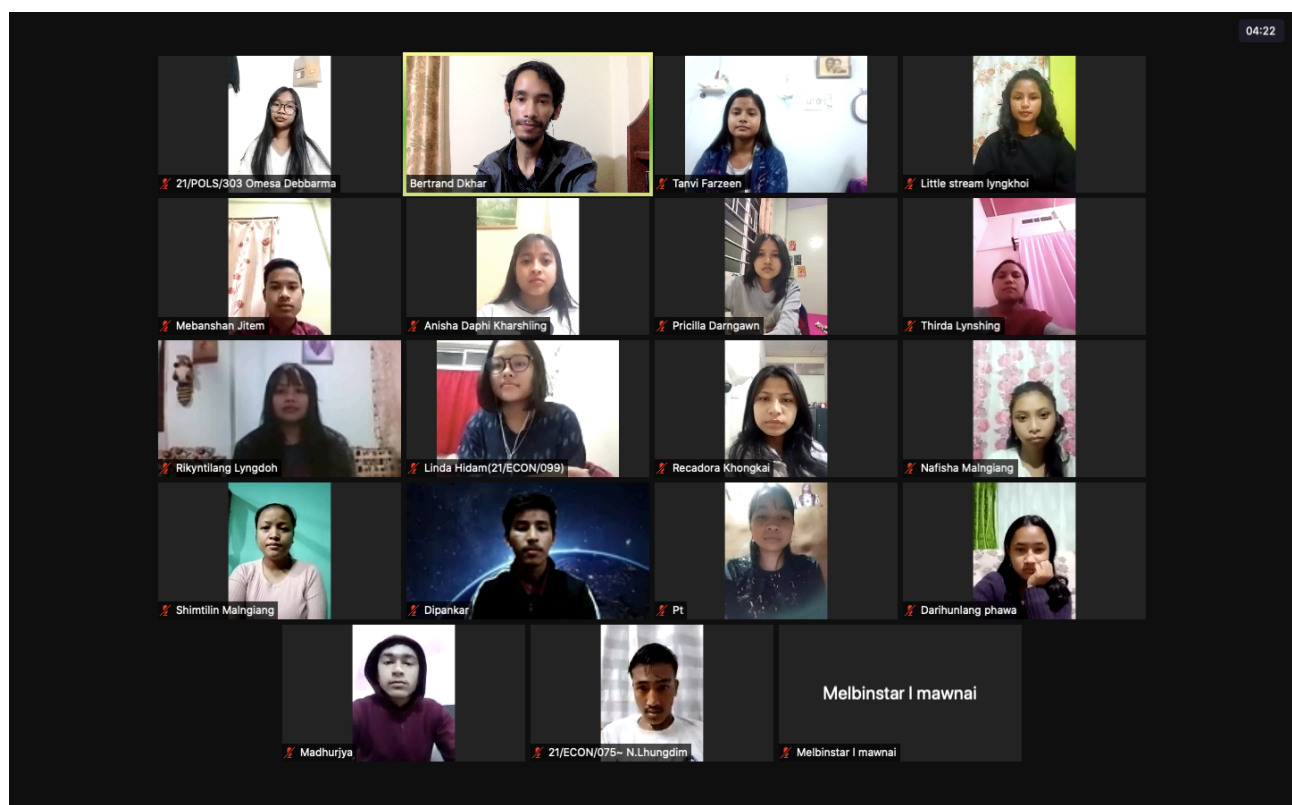 04:22
21/POLS/303 Omesa Debbarma
Bertrand Dkhar
Tanvi Farzeen
Little stream lyngkhoi
Mebanshan Jitem
Anisha Daphi Kharshiing
Pricilla Darngawn
Thirda Lynshing
Rikyntilang Lyngdoh
Linda Hidam(21/ECON/099)
Recadora Khongkai
Nafisha Malngiang
Shimtilin Malngiang
Dipankar
Pt
Darihunlang phawa
Madhurjya
21/ECON/075~ N.Lhungdim
Melbinstar l mawnai
Melbinstar l mawnai